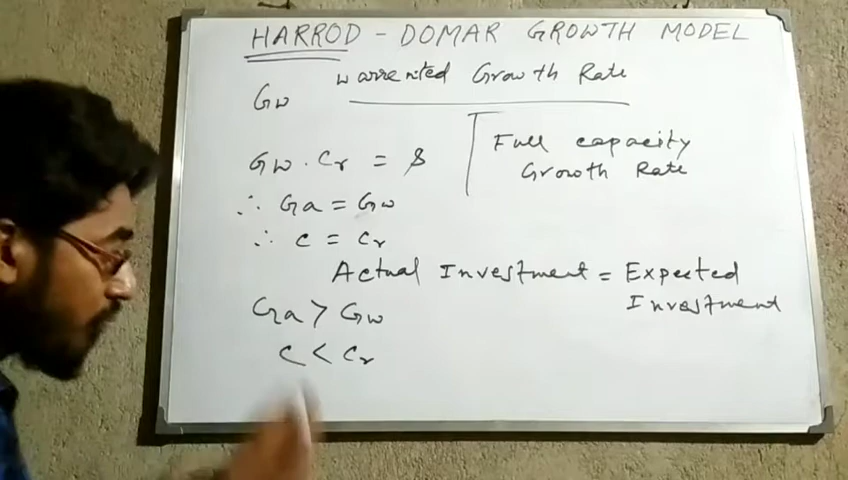 HARROD - DOMAR GROWTH MODEL
Gw warrented Growth Rate
Gw . Cr = s
Full capacity
Growth Rate
∴ Ga = Gw
∴ C = Cr
Actual Investment = Expected
Investment
Ga > Gw
C < Cr